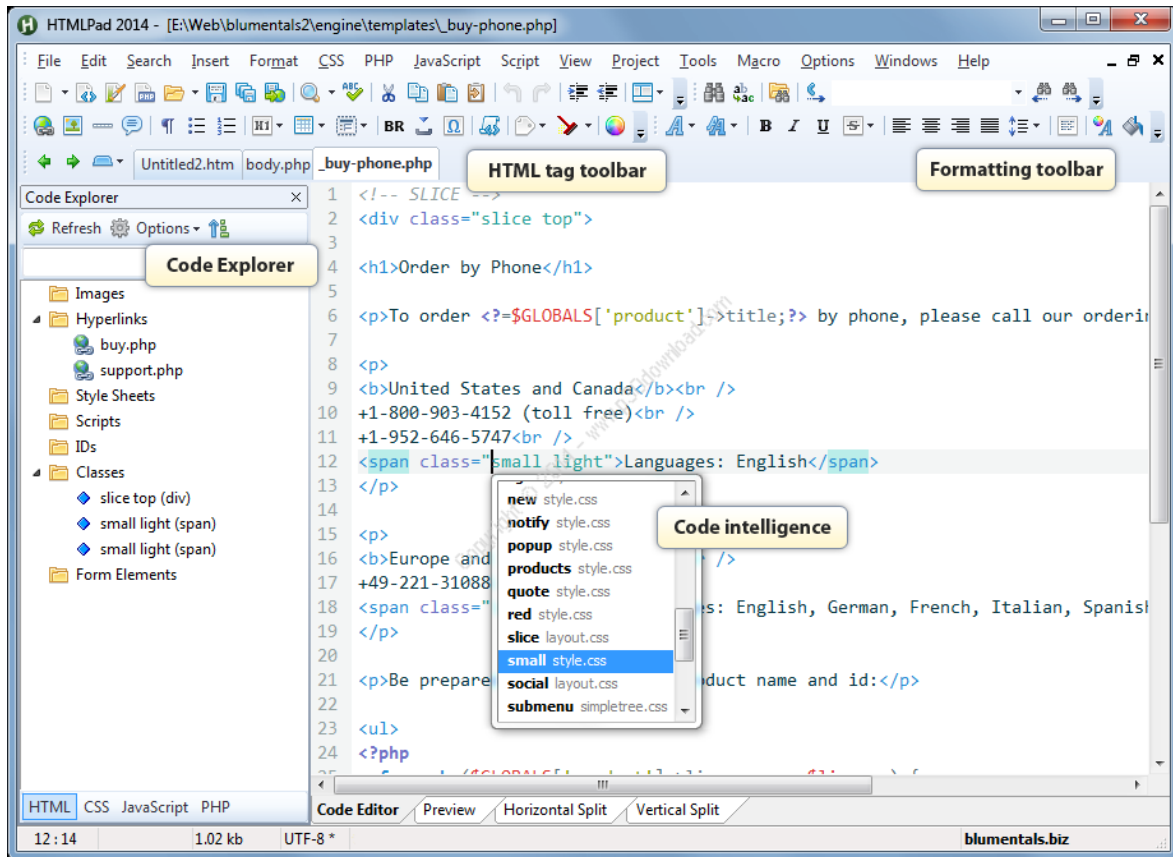 HTMLPad 2014 - [E:\Web\blumentals2\engine\templates\_buy-phone.php]
File Edit Search Insert Format CSS PHP JavaScript Script View Project Tools Macro Options Windows Help
ABC
H1 BR Ω A A B I U S
Untitled2.htm body.php _buy-phone.php
HTML tag toolbar
Formatting toolbar
Code Explorer
Refresh Options
Code Explorer
Images
Hyperlinks
buy.php
support.php
Style Sheets
Scripts
IDs
Classes
slice top (div)
small light (span)
small light (span)
Form Elements
HTML CSS JavaScript PHP
1 <!-- SLICE -->
2 <div class="slice top">
3
4 <h1>Order by Phone</h1>
5
6 <p>To order <?=$GLOBALS['product']->title;?> by phone, please call our
7
8 <p>
9 <b>United States and Canada</b><br />
10 +1-800-903-4152 (toll free)<br />
11 +1-952-646-5747<br />
12 <span class="small light">Languages: English</span>
13 </p>
14
15 <p>
16 <b>Europe and />
17 +49-221-31088
18 <span class=" s: English, German, French, Italian, Spanish
19 </p>
20
21 <p>Be prepare duct name and id:</p>
22
23 <ul>
24 <?php
new style.css
notify style.css
popup style.css
products style.css
quote style.css
red style.css
slice layout.css
small style.css
social layout.css
submenu simpletree.css
Code intelligence
Copyright © 2014 - www.p30download.com
Code Editor Preview Horizontal Split Vertical Split
12:14 1.02 kb UTF-8 * blumentals.biz